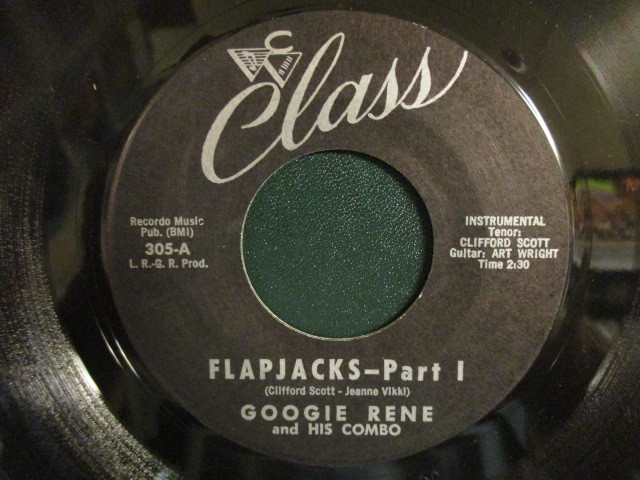 Class
Recordo Music
Pub. (BMI)
305-A
L. R.-G. R. Prod.
INSTRUMENTAL
Tenor:
CLIFFORD SCOTT
Guitar: ART WRIGHT
Time 2:30
FLAPJACKS—Part I
(Clifford Scott - Jeanne Vikki)
GOOGIE RENE
and HIS COMBO